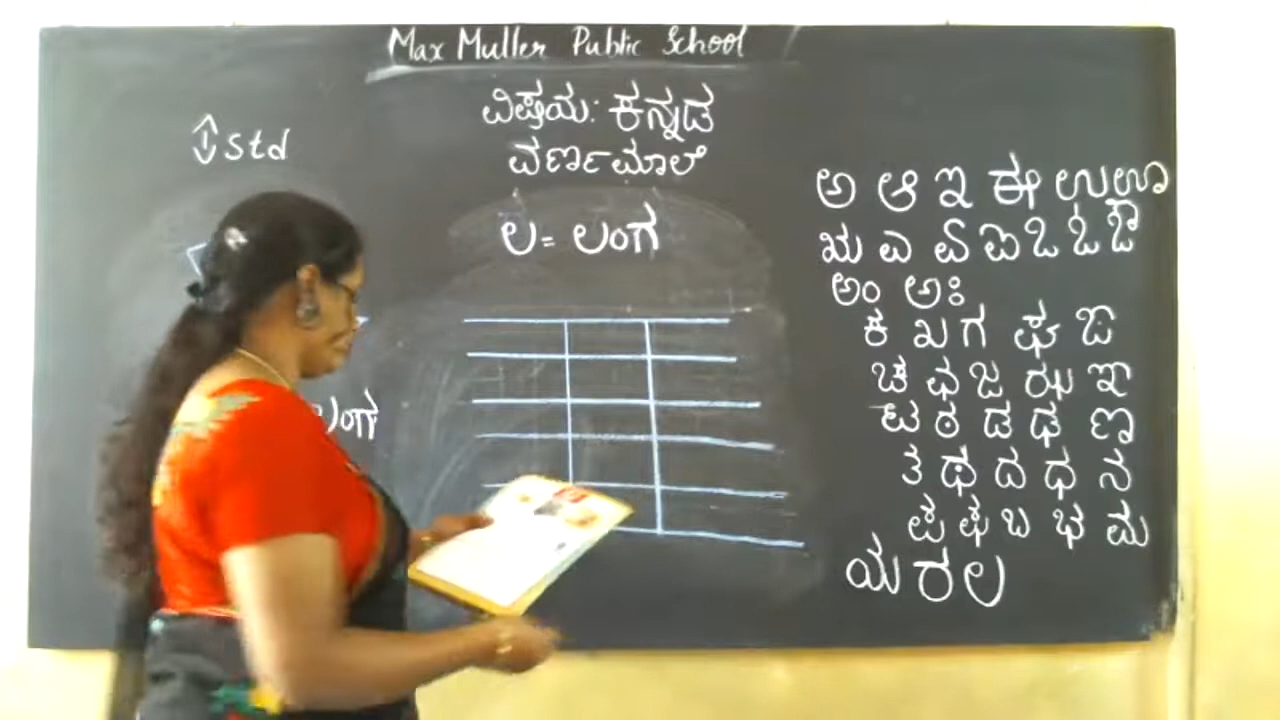 Max Muller Public School
ವಿಷಯ: ಕನ್ನಡ
I Std
ವರ್ಣಮಾಲೆ
ಲ = ಲಂಗ
ಅ ಆ ಇ ಈ ಉ ಊ
ಋ ಎ ಏ ಐ ಒ ಓ ಔ
ಅಂ ಅಃ
ಕ ಖ ಗ ಘ ಙ
ಚ ಛ ಜ ಝ ಞ
ಟ ಠ ಡ ಢ ಣ
ತ ಥ ದ ಧ ನ
ಪ ಫ ಬ ಭ ಮ
ಯ ರ ಲ